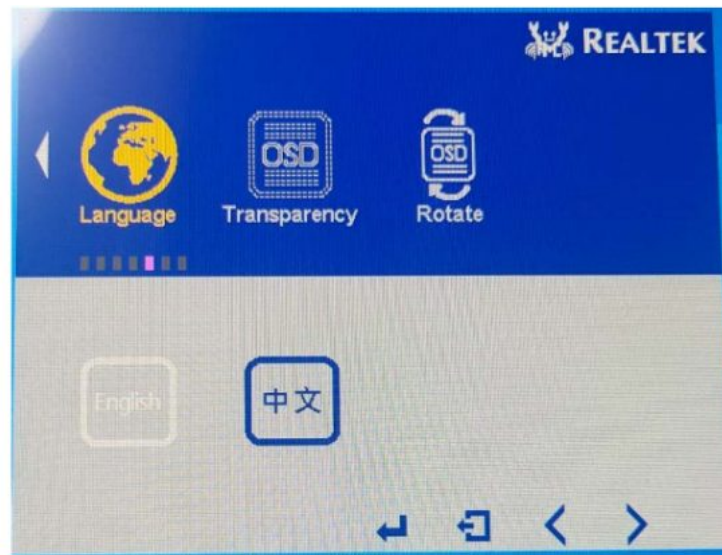 REALTEK
OSD
OSD
Language
Transparency
Rotate
English
中文